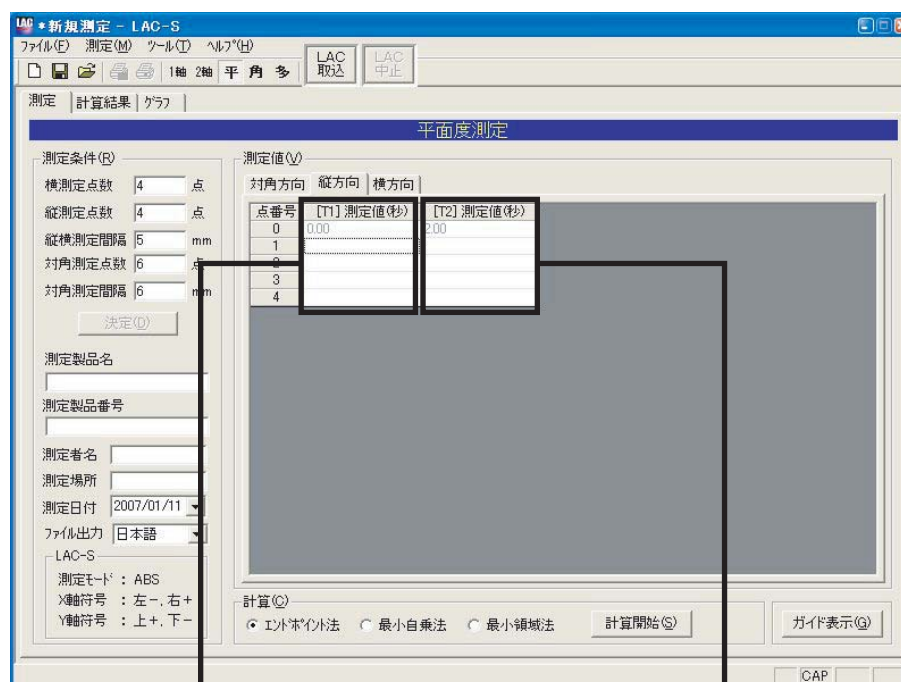 *新規測定 - LAC-S
ファイル(F) 測定(M) ツール(T) ヘルプ(H)
1軸 2軸 平 角 多 LAC取込 LAC中止
測定 計算結果 グラフ
平面度測定
測定条件(R)
横測定点数 4 点
縦測定点数 4 点
縦横測定間隔 5 mm
対角測定点数 6 点
対角測定間隔 6 mm
決定(D)
測定製品名
測定製品番号
測定者名
測定場所
測定日付 2007/01/11
ファイル出力 日本語
LAC-S
測定モード : ABS
X軸符号 : 左-, 右+
Y軸符号 : 上+, 下-
測定値(V)
対角方向 縦方向 横方向
点番号 [T1] 測定値(秒) [T2] 測定値(秒)
0 0.00 2.00
1
2
3
4
計算(C)
エンドポイント法 最小自乗法 最小領域法 計算開始(S) ガイド表示(G)
CAP